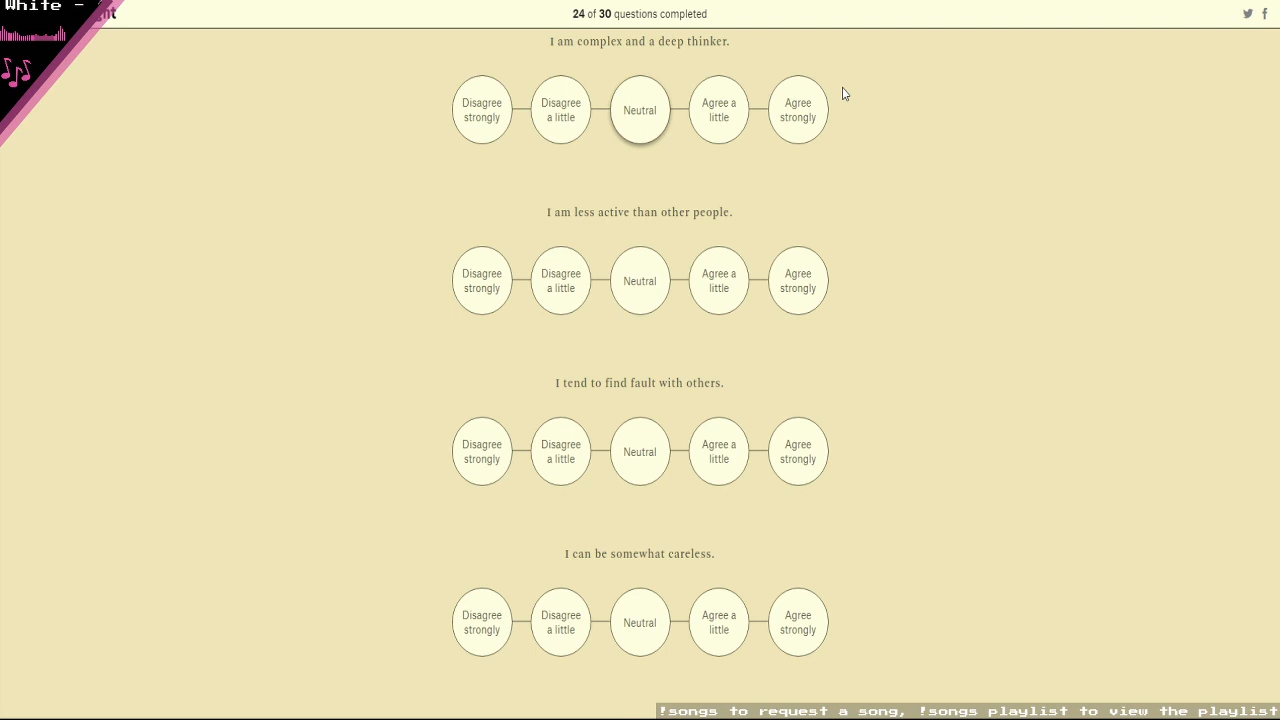 White -
ht
24 of 30 questions completed
I am complex and a deep thinker.
Disagree strongly
Disagree a little
Neutral
Agree a little
Agree strongly
I am less active than other people.
Disagree strongly
Disagree a little
Neutral
Agree a little
Agree strongly
I tend to find fault with others.
Disagree strongly
Disagree a little
Neutral
Agree a little
Agree strongly
I can be somewhat careless.
Disagree strongly
Disagree a little
Neutral
Agree a little
Agree strongly
!songs to request a song, !songs playlist to view the playlist